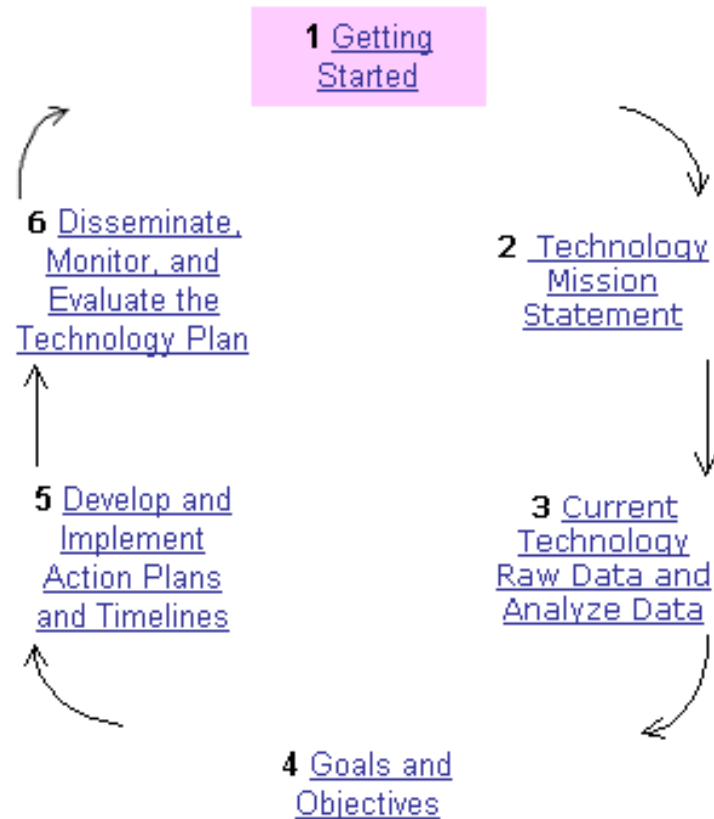 1 Getting
Started
2 Technology
Mission
Statement
3 Current
Technology
Raw Data and
Analyze Data
4 Goals and
Objectives
5 Develop and
Implement
Action Plans
and Timelines
6 Disseminate,
Monitor, and
Evaluate the
Technology Plan